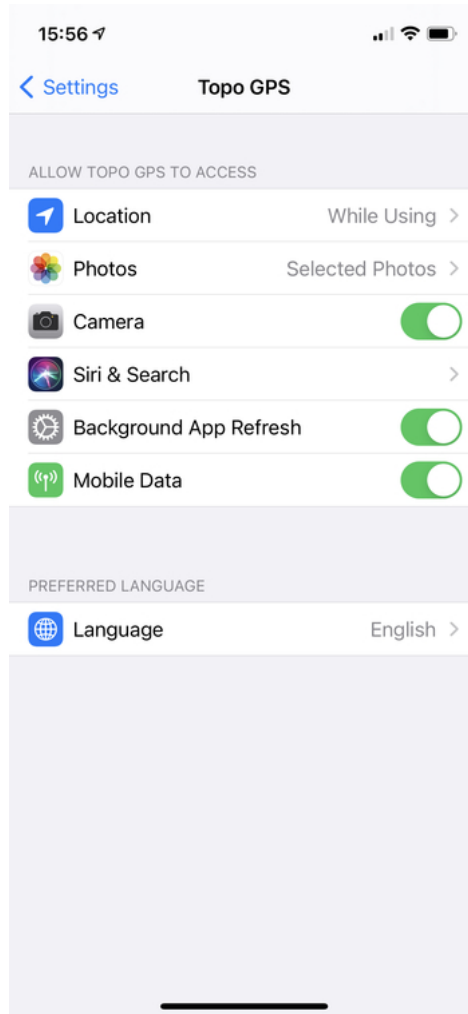 15:56
Settings Topo GPS
ALLOW TOPO GPS TO ACCESS
Location While Using
Photos Selected Photos
Camera
Siri & Search
Background App Refresh
Mobile Data
PREFERRED LANGUAGE
Language English